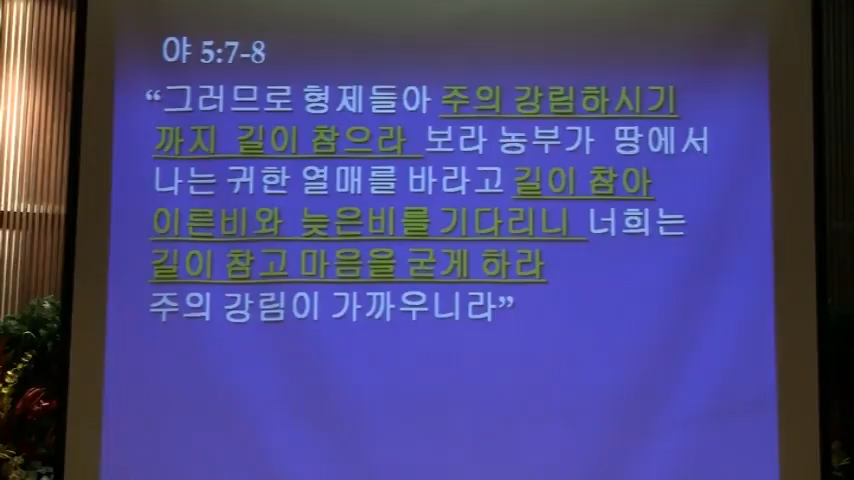 야 5:7-8
“그러므로 형제들아 주의 강림하시기
까지 길이 참으라 보라 농부가 땅에서
나는 귀한 열매를 바라고 길이 참아
이른비와 늦은비를 기다리니 너희는
길이 참고 마음을 굳게 하라
주의 강림이 가까우니라”